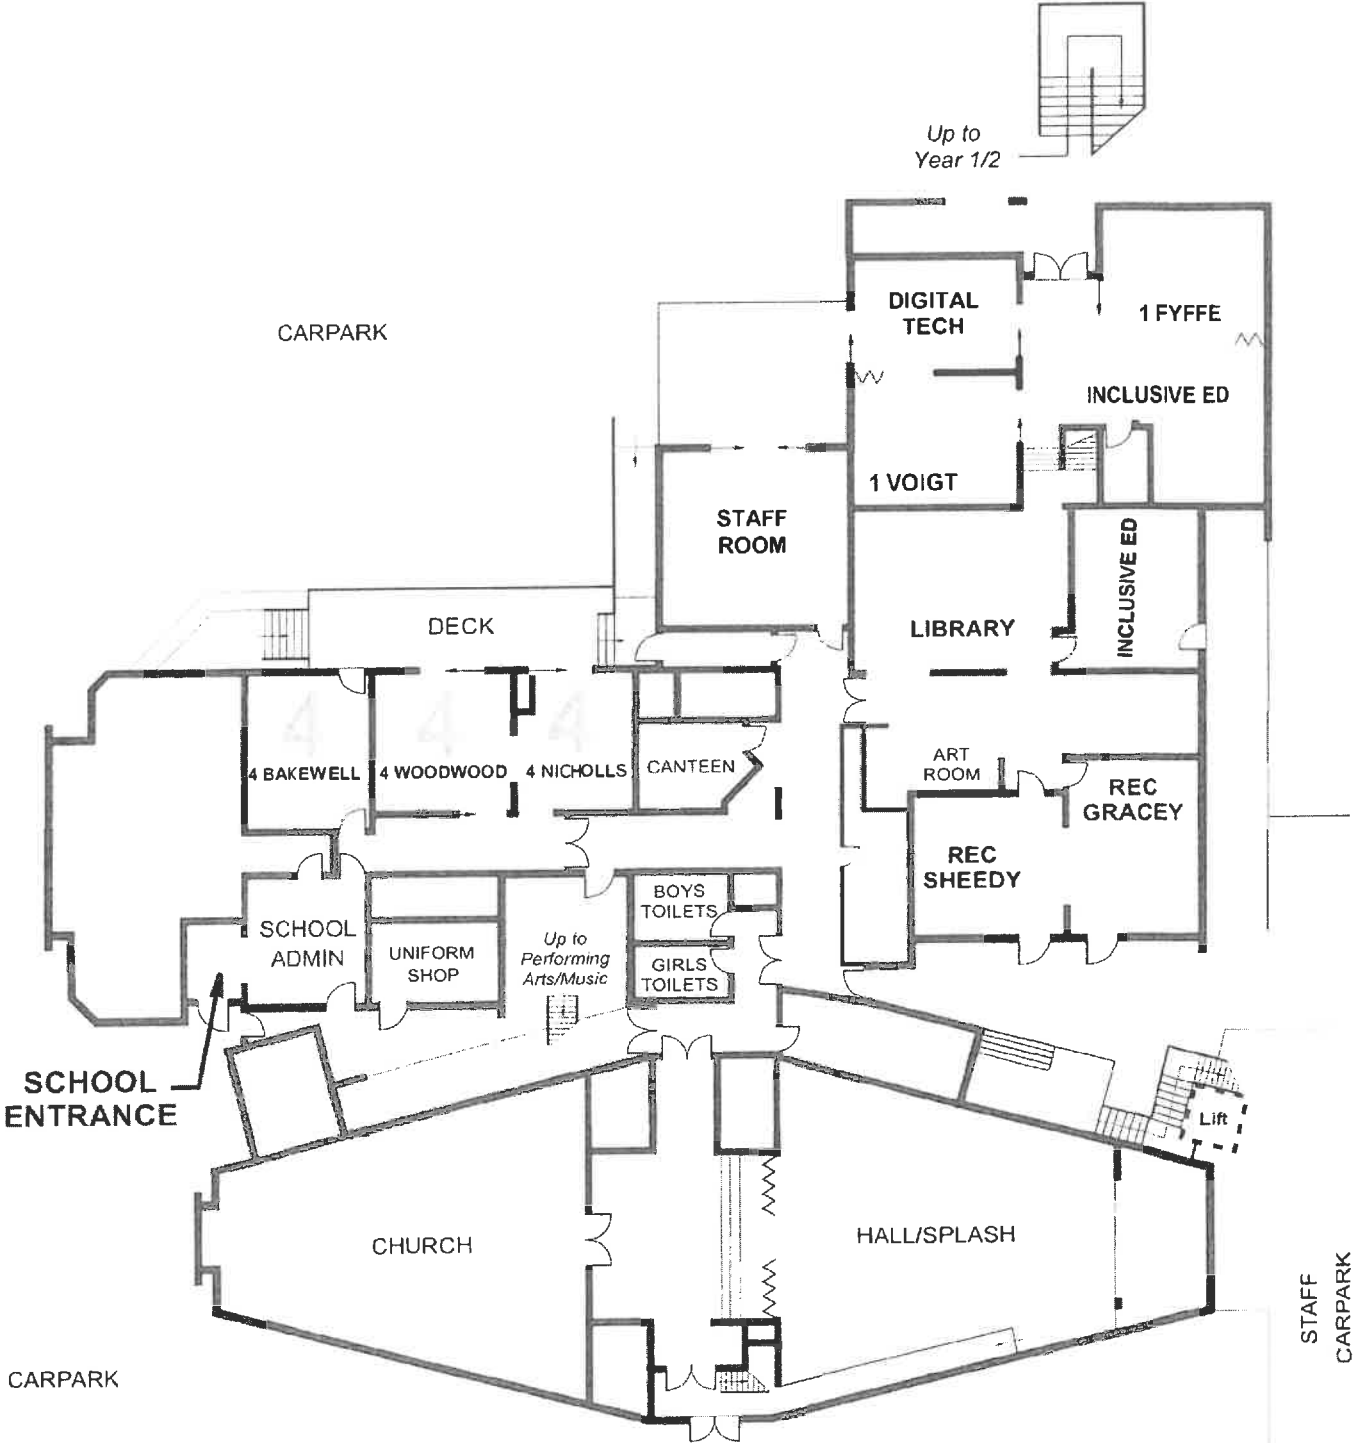 Up to
Year 1/2
DIGITAL
TECH
1 FYFFE
CARPARK
INCLUSIVE ED
1 VOIGT
STAFF
ROOM
INCLUSIVE ED
DECK
LIBRARY
4
4
4
4 BAKEWELL
4 WOODWOOD
4 NICHOLLS
CANTEEN
ART
ROOM
REC
GRACEY
REC
SHEEDY
BOYS
TOILETS
SCHOOL
ADMIN
UNIFORM
SHOP
Up to
Performing
Arts/Music
GIRLS
TOILETS
SCHOOL
ENTRANCE
Lift
CHURCH
HALL/SPLASH
STAFF
CARPARK
CARPARK